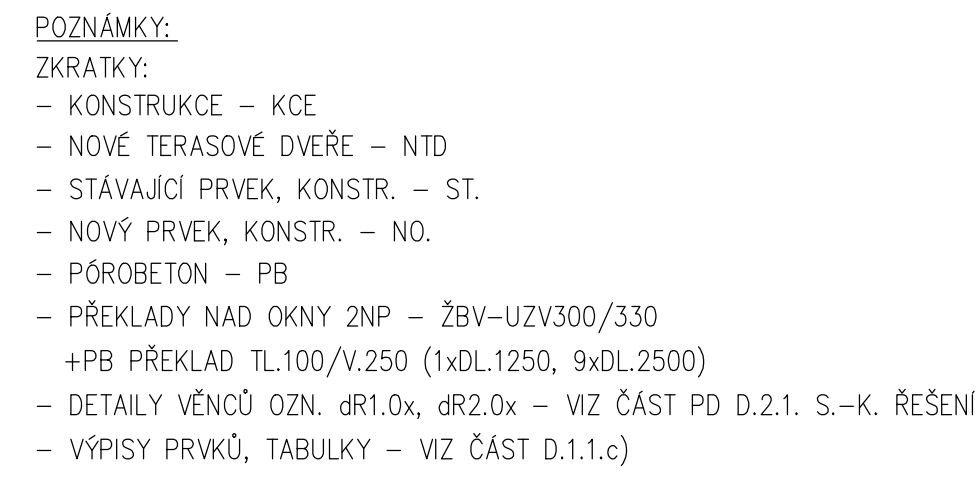 POZNÁMKY:
ZKRATKY:
– KONSTRUKCE – KCE
– NOVÉ TERASOVÉ DVEŘE – NTD
– STÁVAJÍCÍ PRVEK, KONSTR. – ST.
– NOVÝ PRVEK, KONSTR. – NO.
– PÓROBETON – PB
– PŘEKLADY NAD OKNY 2NP – ŽBV–UZV300/330
+PB PŘEKLAD TL.100/V.250 (1xDL.1250, 9xDL.2500)
– DETAILY VĚNCŮ OZN. dR1.0x, dR2.0x – VIZ ČÁST PD D.2.1. S.–K. ŘEŠENÍ
– VÝPISY PRVKŮ, TABULKY – VIZ ČÁST D.1.1.c)